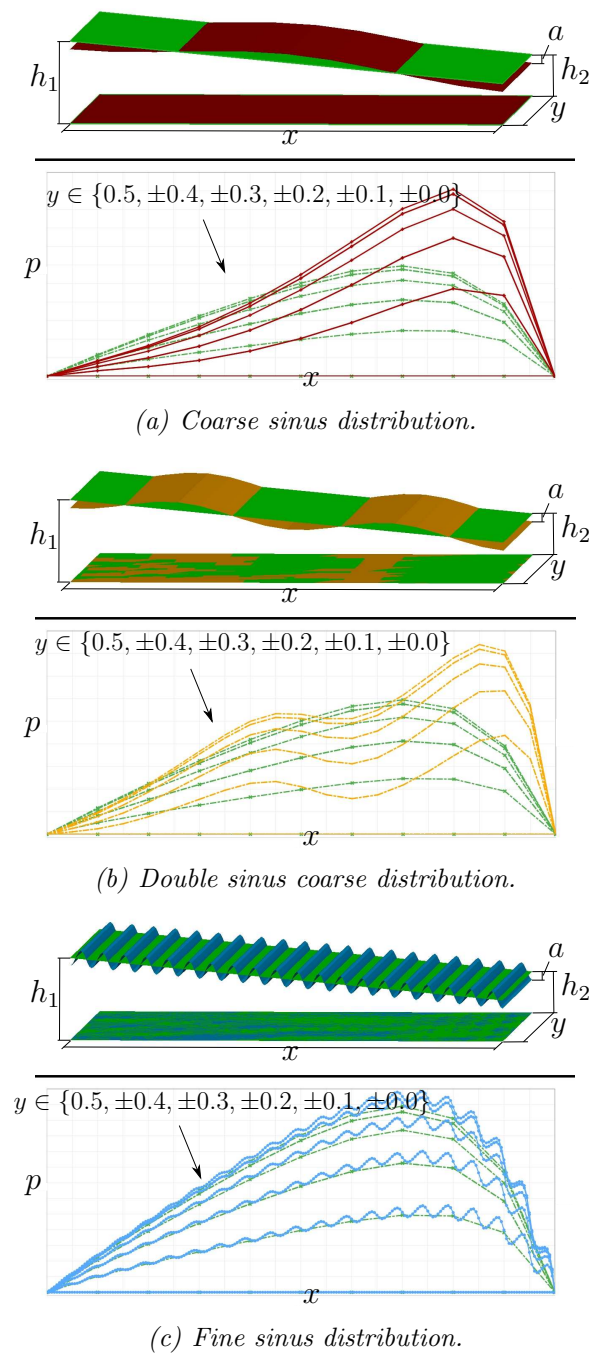 a
h₁
h₂
y
x
y ∈ {0.5, ±0.4, ±0.3, ±0.2, ±0.1, ±0.0}
p
x
(a) Coarse sinus distribution.
a
h₁
h₂
y
x
y ∈ {0.5, ±0.4, ±0.3, ±0.2, ±0.1, ±0.0}
p
x
(b) Double sinus coarse distribution.
a
h₁
h₂
y
x
y ∈ {0.5, ±0.4, ±0.3, ±0.2, ±0.1, ±0.0}
p
x
(c) Fine sinus distribution.